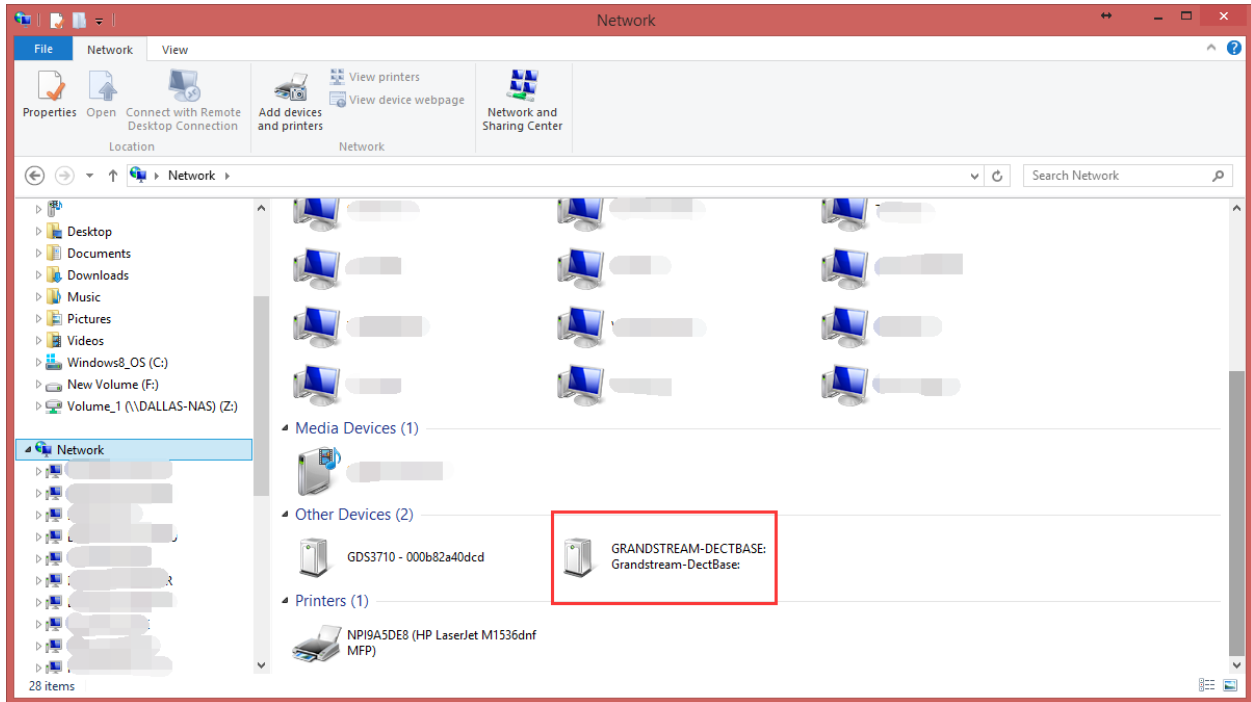 Network
File Network View
Properties
Open
Connect with Remote
Desktop Connection
Location
Add devices
and printers
View printers
View device webpage
Network
Network and
Sharing Center
Network
Search Network
Desktop
Documents
Downloads
Music
Pictures
Videos
Windows8_OS (C:)
New Volume (F:)
Volume_1 (\\DALLAS-NAS) (Z:)
Network
Media Devices (1)
Other Devices (2)
GDS3710 - 000b82a40dcd
GRANDSTREAM-DECTBASE:
Grandstream-DectBase:
Printers (1)
NPI9A5DE8 (HP LaserJet M1536dnf
MFP)
28 items